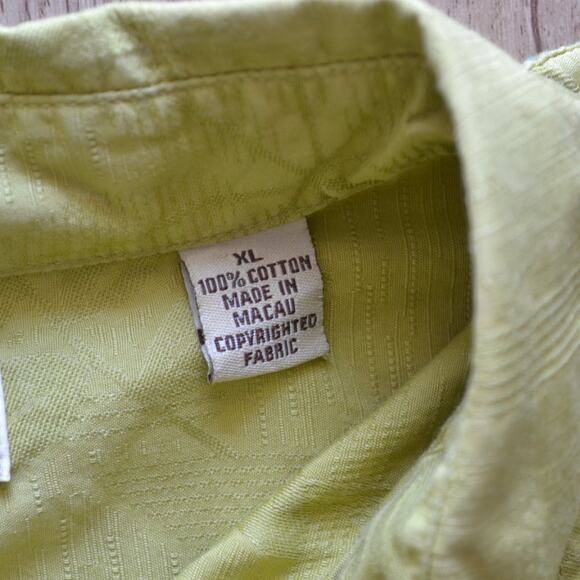 XL
100% COTTON
MADE IN
MACAU
COPYRIGHTED
FABRIC